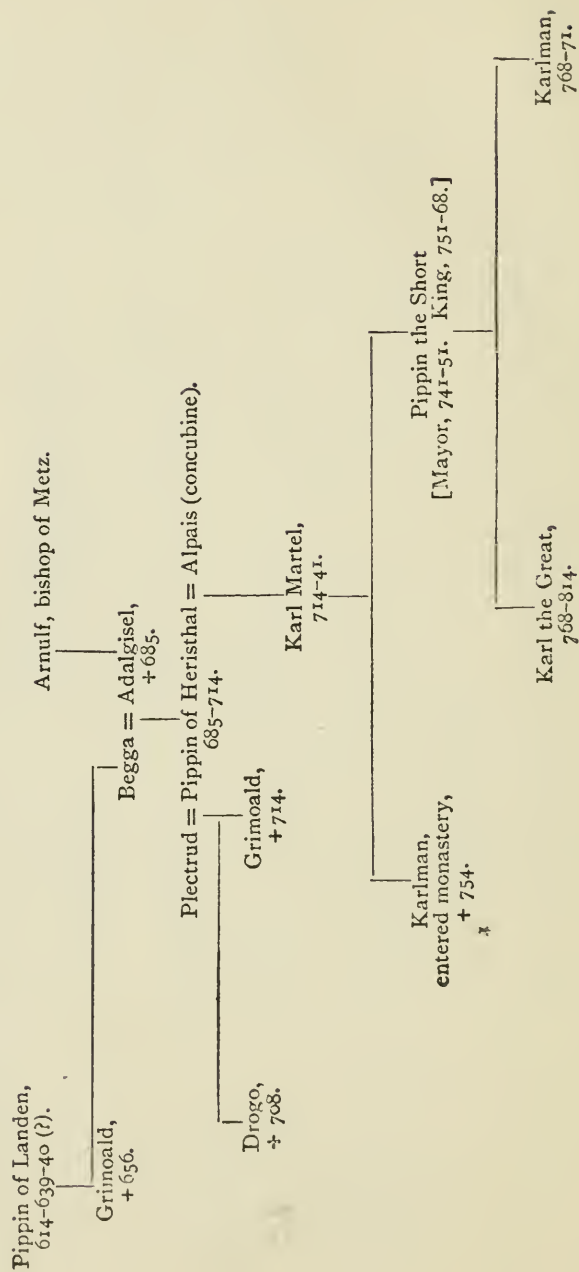 Pippin of Landen,
614-639-40 (?).
Arnulf, bishop of Metz.
Grimoald,
+656.
Begga = Adalgisel,
+685.
Plectrud = Pippin of Heristhal = Alpais (concubine).
685-714.
Drogo,
÷ 708.
Grimoald,
+714.
Karl Martel,
714-41.
Karlman,
entered monastery,
+ 754.
Pippin the Short
[Mayor, 741-51. King, 751-68.]
Karl the Great,
768-814.
Karlman,
768-71.